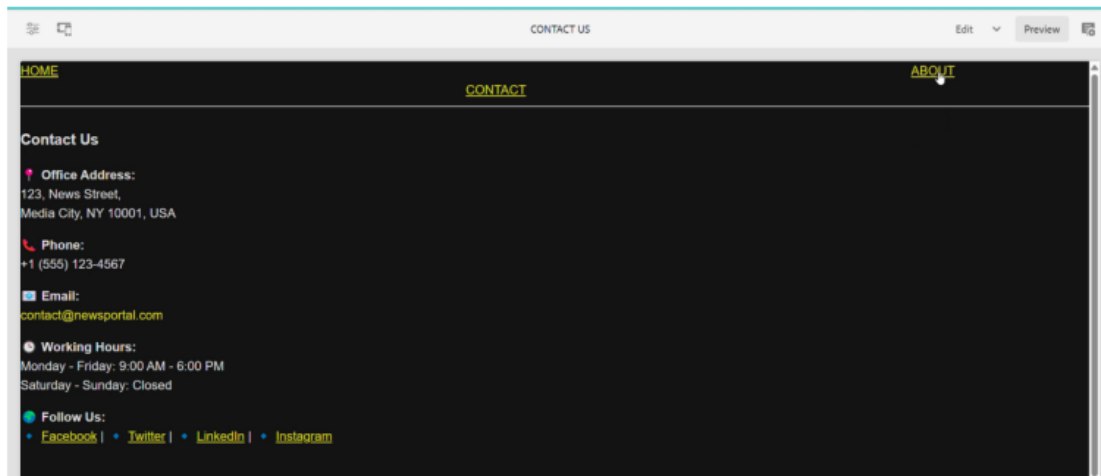 CONTACT US
Edit
Preview
HOME
ABOUT
CONTACT
Contact Us
Office Address:
123, News Street,
Media City, NY 10001, USA
Phone:
+1 (555) 123-4567
Email:
contact@newsportal.com
Working Hours:
Monday - Friday: 9:00 AM - 6:00 PM
Saturday - Sunday: Closed
Follow Us:
Facebook | Twitter | LinkedIn | Instagram